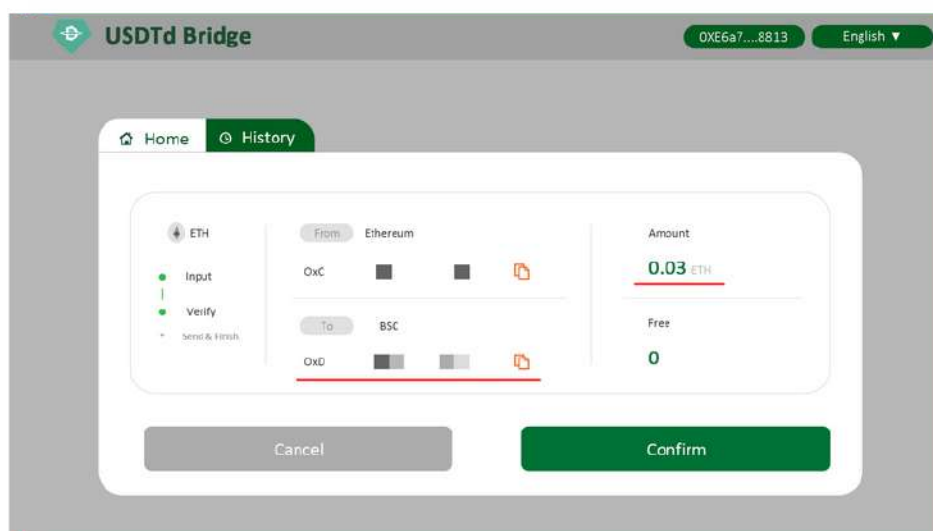 USDTd Bridge
0XE6a7....8813
English ▼
Home
History
ETH
Input
Verify
Send & Finish.
From Ethereum
OxC
To BSC
OxD
Amount
0.03 ETH
Free
0
Cancel
Confirm